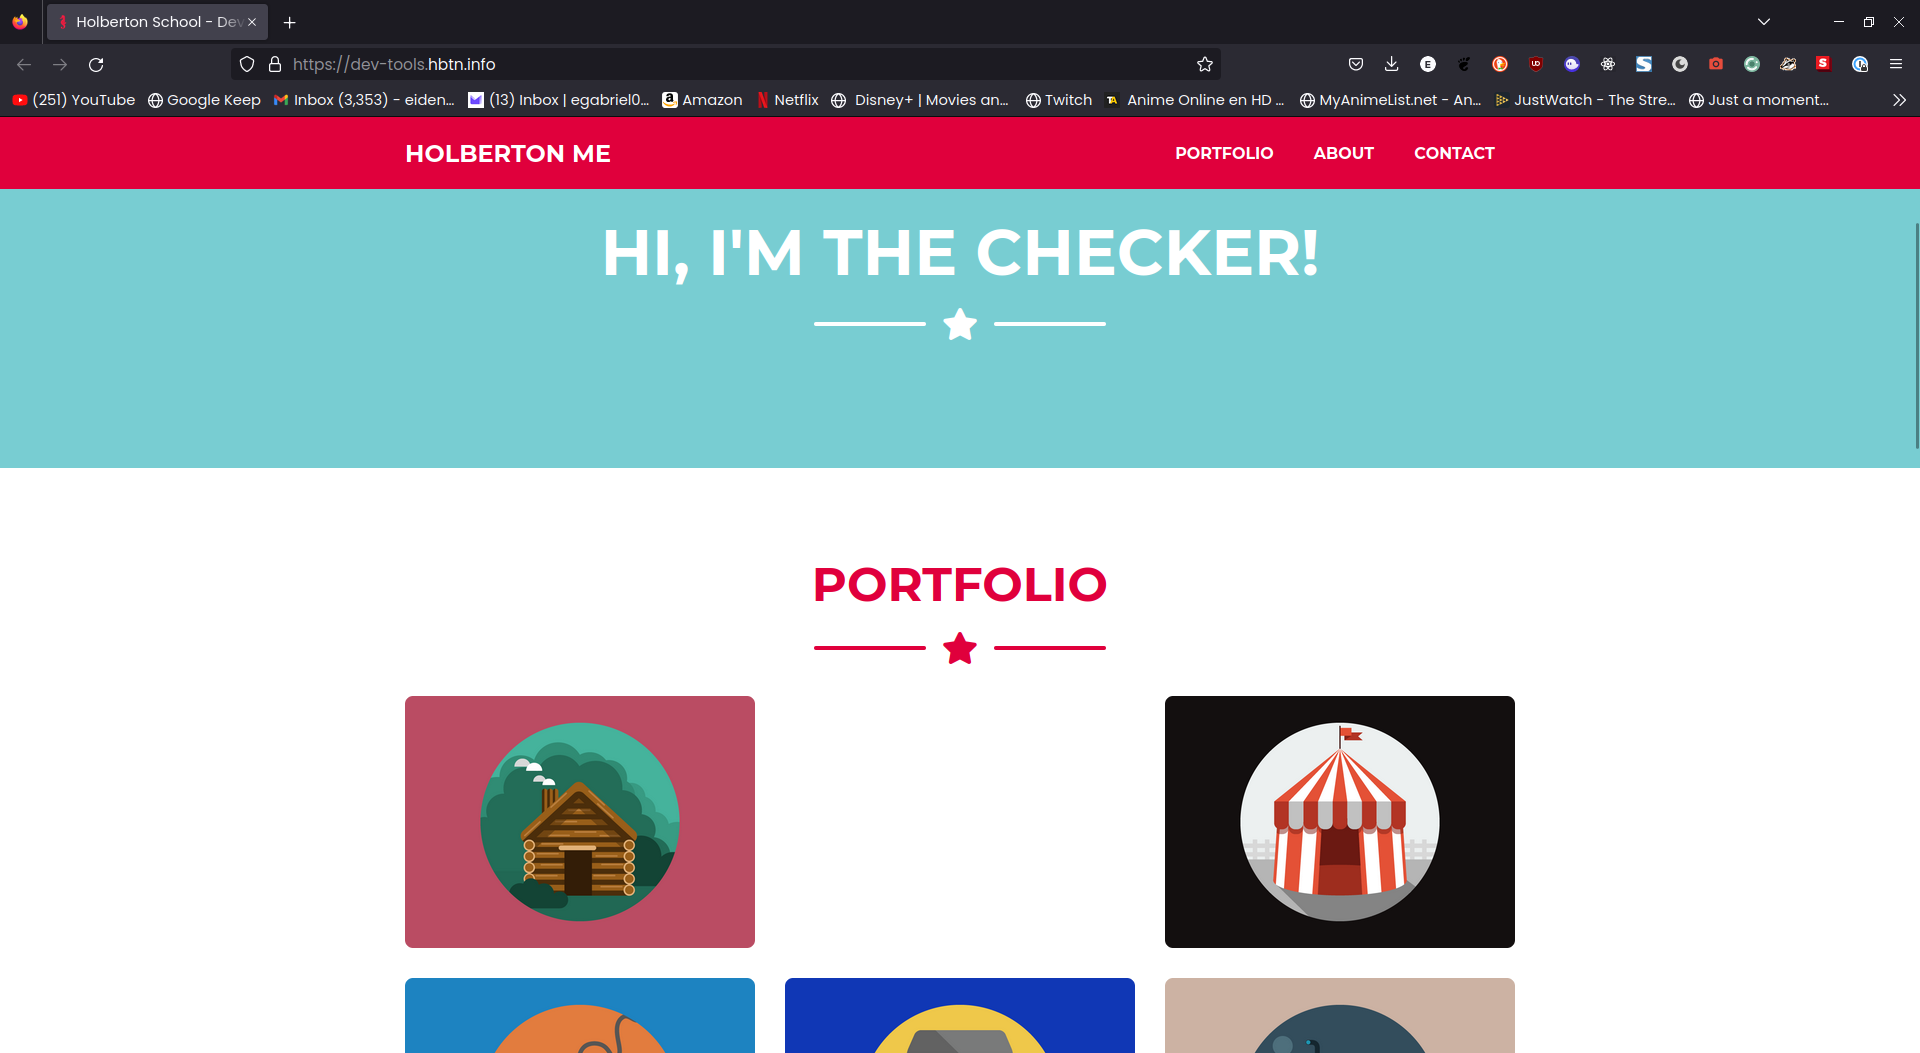 Holberton School - Dev
https://dev-tools.hbtn.info
(251) YouTube
Google Keep
Inbox (3,353) - eiden...
(13) Inbox | egabriel0...
Amazon
Netflix
Disney+ | Movies an...
Twitch
Anime Online en HD ...
MyAnimeList.net - An...
JustWatch - The Stre...
Just a moment...
HOLBERTON ME
PORTFOLIO
ABOUT
CONTACT
HI, I'M THE CHECKER!
PORTFOLIO